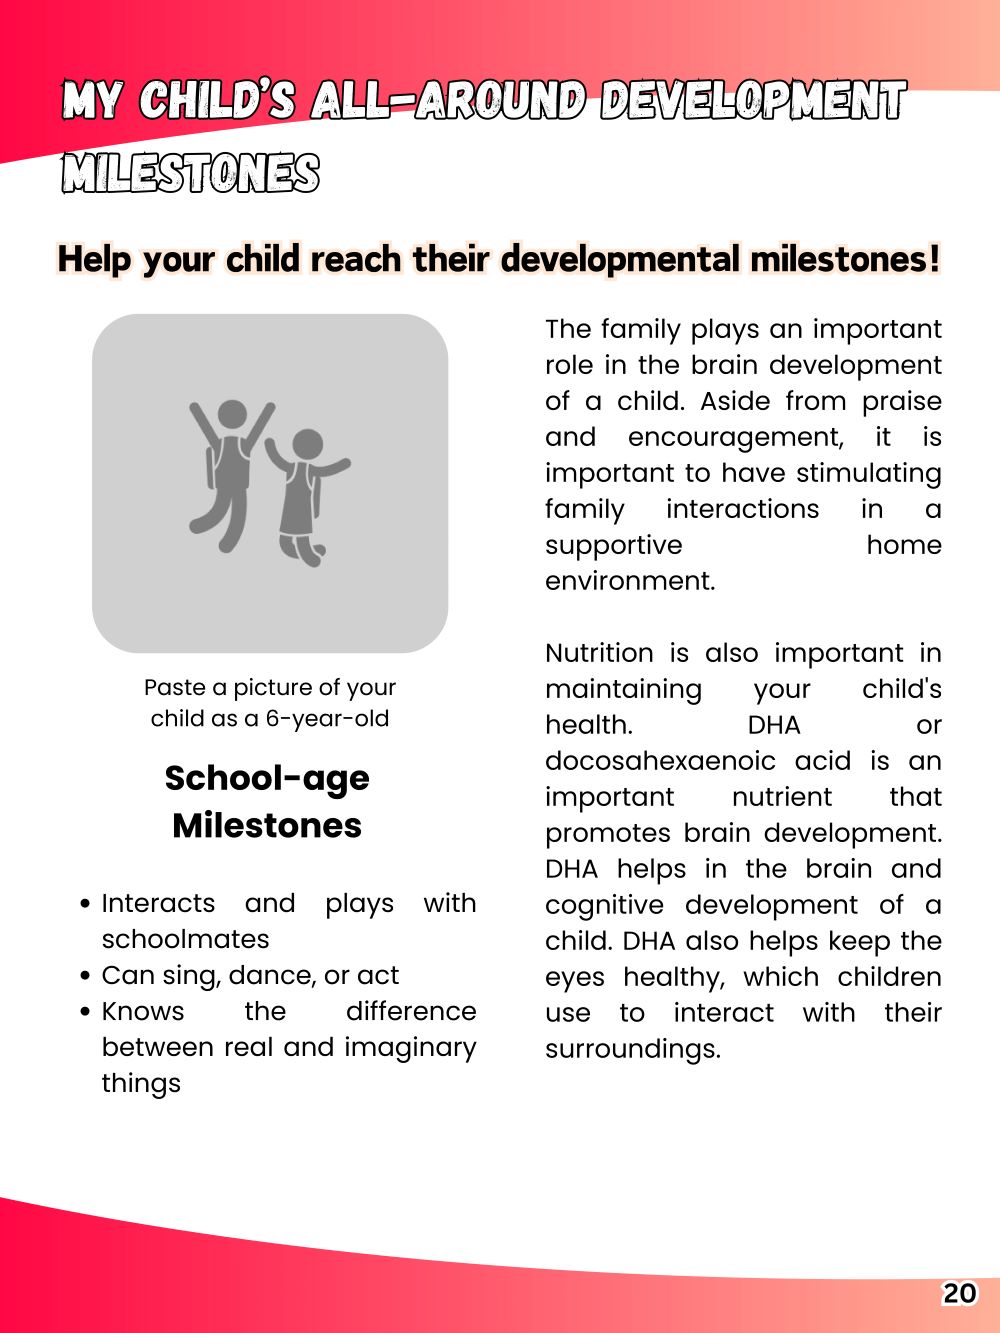 MY CHILD'S ALL-AROUND DEVELOPMENT
MILESTONES
Help your child reach their developmental milestones!
Paste a picture of your
child as a 6-year-old
School-age
Milestones
• Interacts and plays with
schoolmates
• Can sing, dance, or act
• Knows the difference
between real and imaginary
things
The family plays an important
role in the brain development
of a child. Aside from praise
and encouragement, it is
important to have stimulating
family interactions in a
supportive home
environment.
Nutrition is also important in
maintaining your child's
health. DHA or
docosahexaenoic acid is an
important nutrient that
promotes brain development.
DHA helps in the brain and
cognitive development of a
child. DHA also helps keep the
eyes healthy, which children
use to interact with their
surroundings.
20